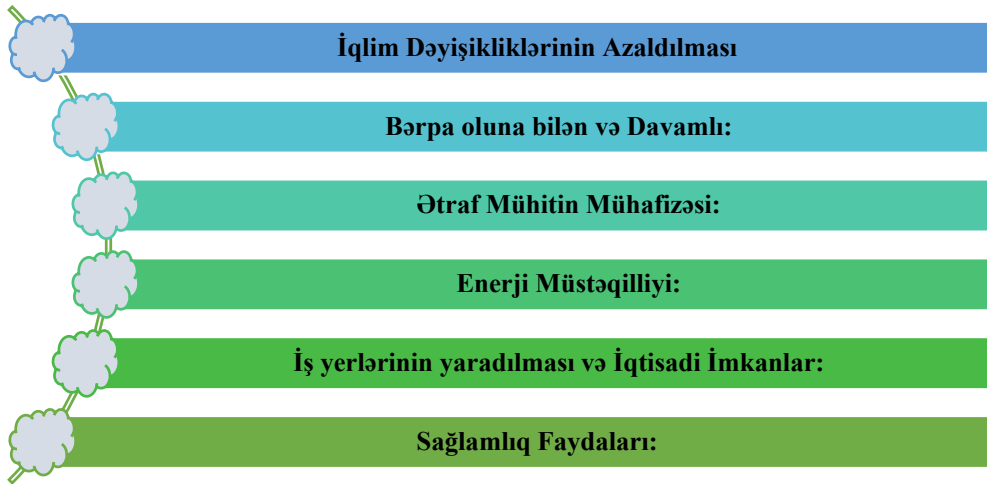 İqlim Dəyişikliklərinin Azaldılması
Bərpa oluna bilən və Davamlı:
Ətraf Mühitin Mühafizəsi:
Enerji Müstəqilliyi:
İş yerlərinin yaradılması və İqtisadi İmkanlar:
Sağlamlıq Faydaları: